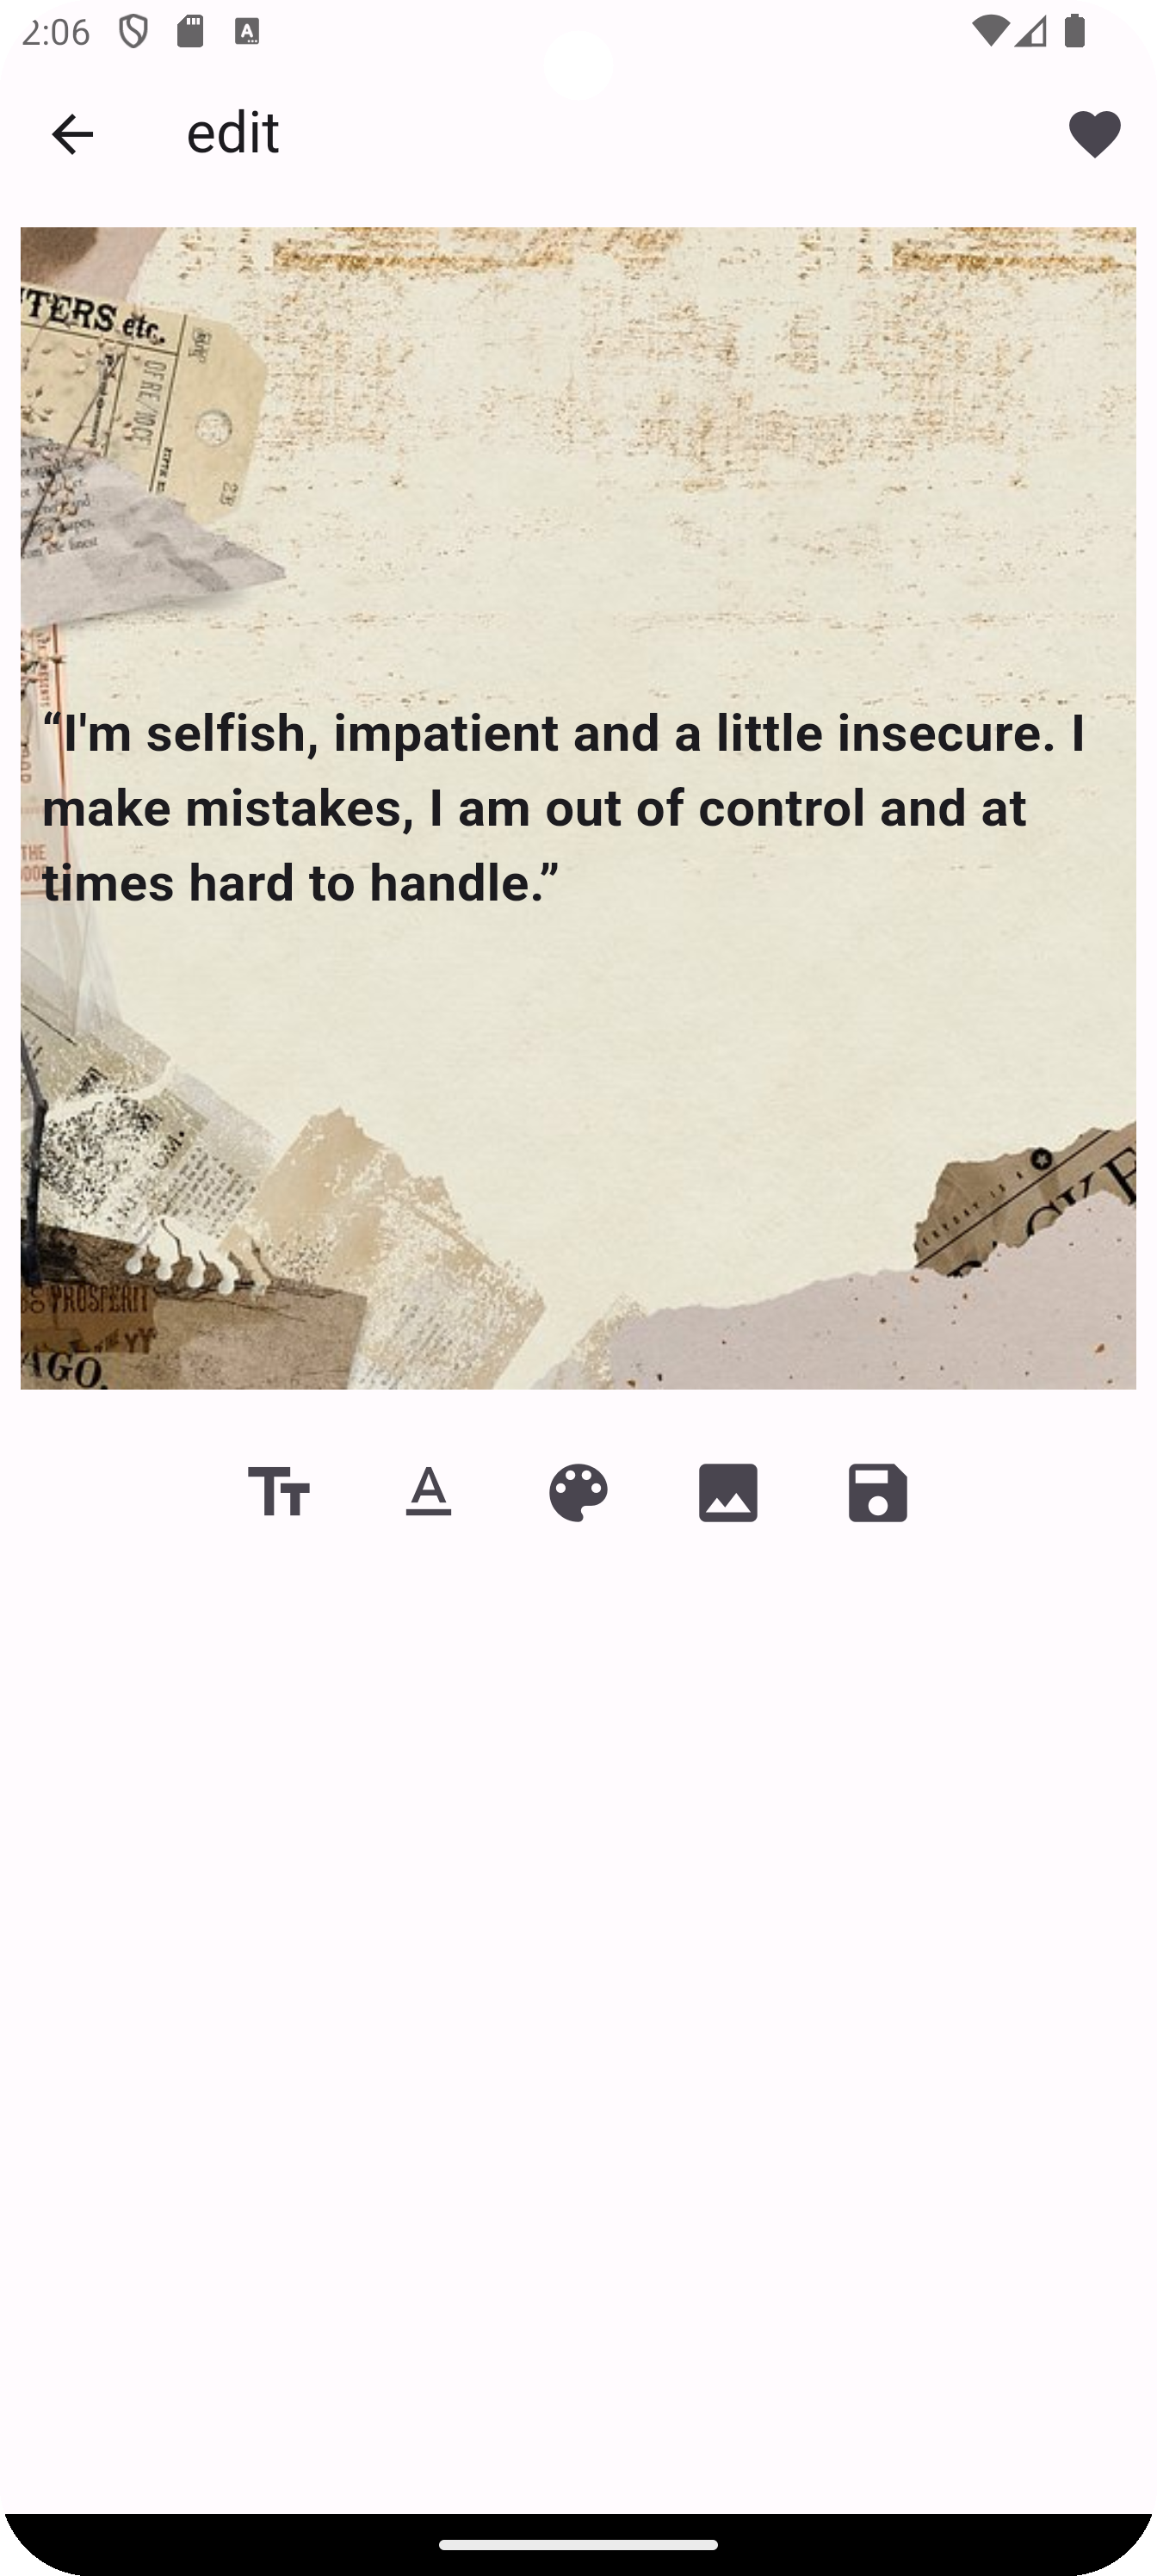 2:06
edit
TERS etc.
"I'm selfish, impatient and a little insecure. I
make mistakes, I am out of control and at
times hard to handle.”
THE
PROSPERIT
AGO.